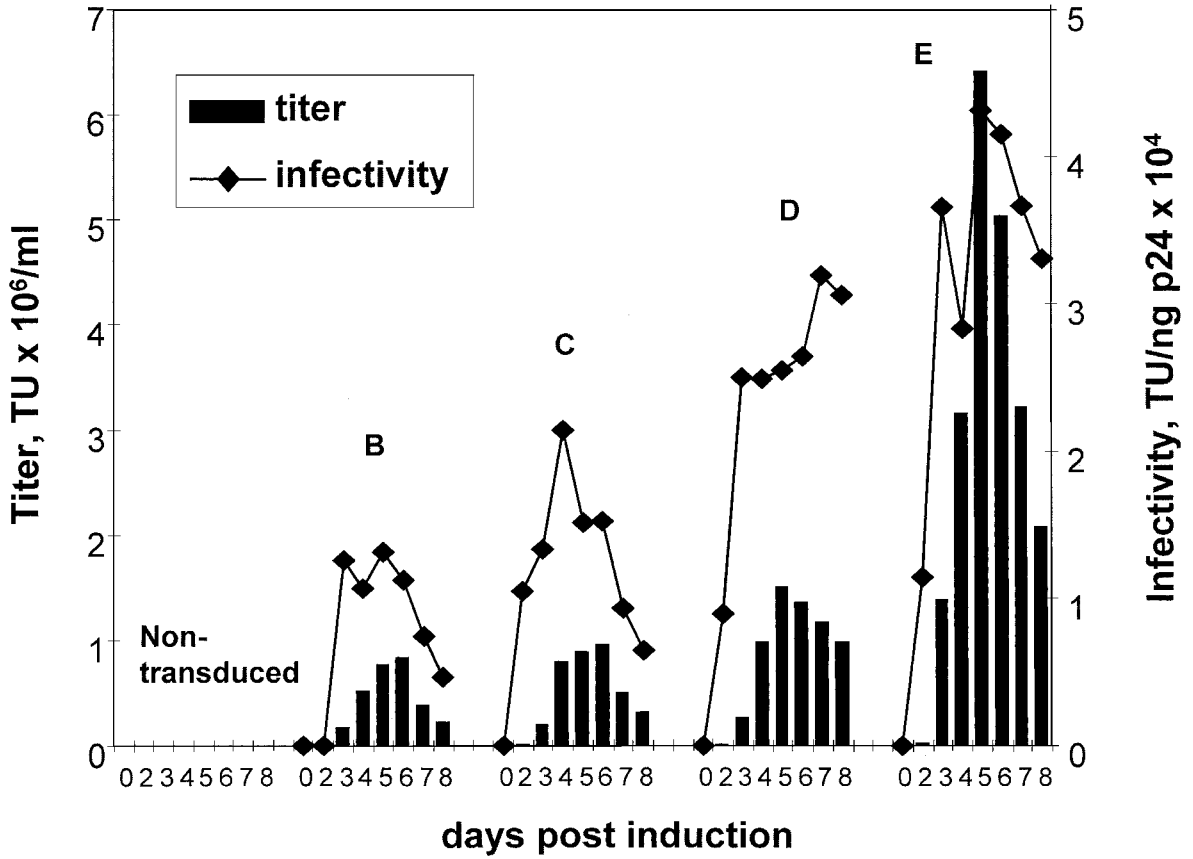 7
6
5
4
3
2
1
0
Titer, TU x 10⁶/ml
titer
infectivity
Non-
transduced
B
C
D
E
5
4
3
2
1
0
Infectivity, TU/ng p24 x 10⁴
0 2 3 4 5 6 7 8
0 2 3 4 5 6 7 8
0 2 3 4 5 6 7 8
0 2 3 4 5 6 7 8
0 2 3 4 5 6 7 8
days post induction